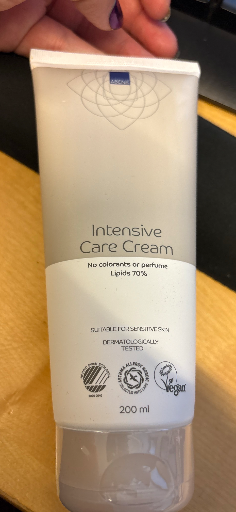 Intensive
Care Cream
No colorants or perfume
Lipids 70%
SUITABLE FOR SENSITIVE SKIN
DERMATOLOGICALLY
TESTED
vegan
200 ml